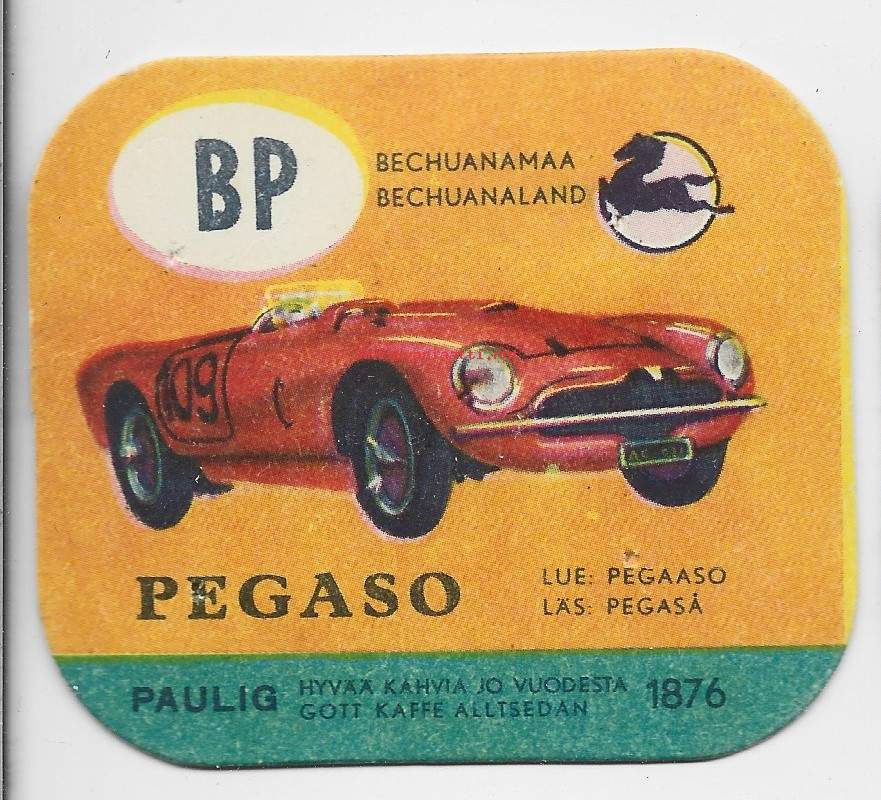 BP
BECHUANAMAA
BECHUANALAND
109
PEGASO
LUE: PEGAASO
LÄS: PEGASÅ
PAULIG
HYVÄÄ KAHVIA JO VUODESTA
GOTT KAFFE ALLTSEDAN
1876